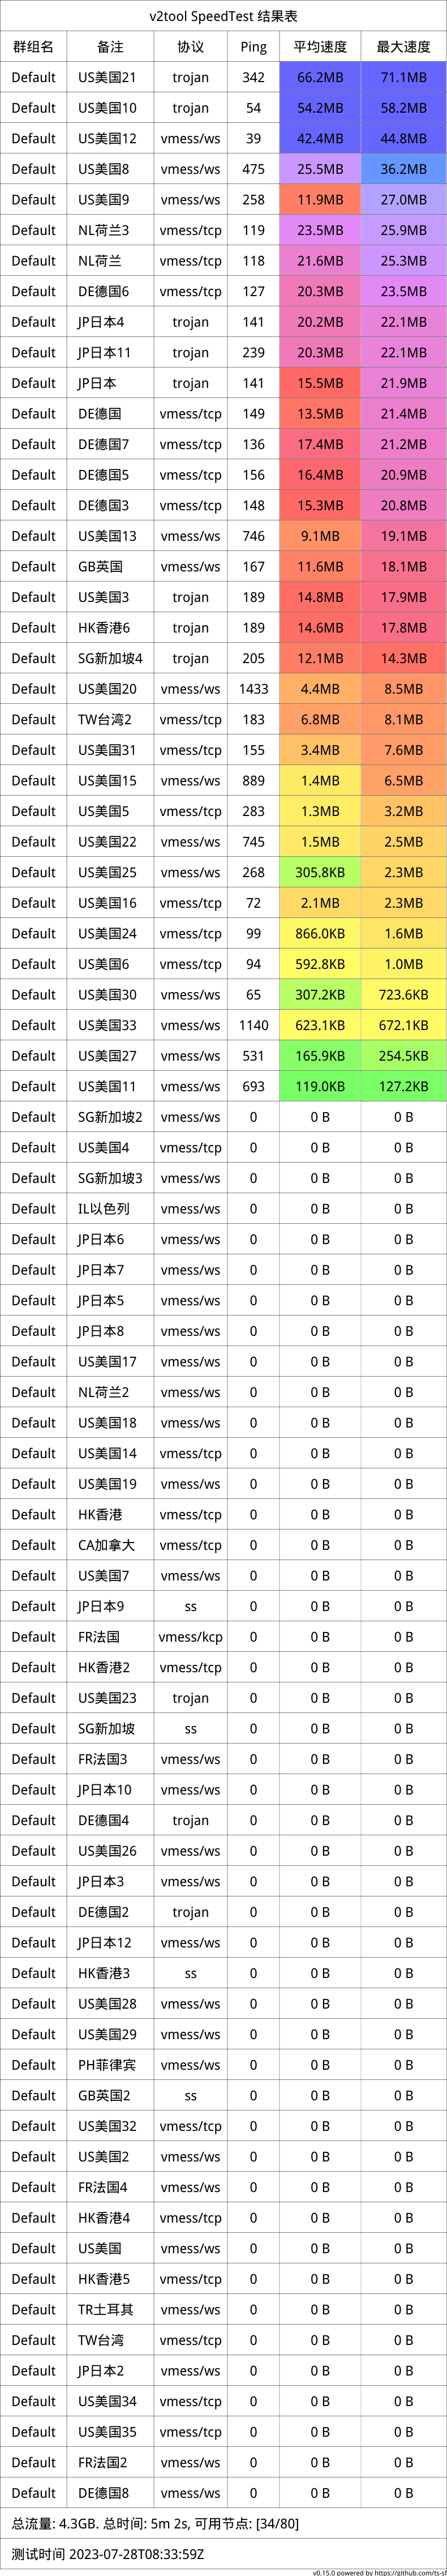 v2tool SpeedTest 结果表
群组名 备注 协议 Ping 平均速度 最大速度
Default US美国21 trojan 342 66.2MB 71.1MB
Default US美国10 trojan 54 54.2MB 58.2MB
Default US美国12 vmess/ws 39 42.4MB 44.8MB
Default US美国8 vmess/ws 475 25.5MB 36.2MB
Default US美国9 vmess/ws 258 11.9MB 27.0MB
Default NL荷兰3 vmess/tcp 119 23.5MB 25.9MB
Default NL荷兰 vmess/tcp 118 21.6MB 25.3MB
Default DE德国6 vmess/tcp 127 20.3MB 23.5MB
Default JP日本4 trojan 141 20.2MB 22.1MB
Default JP日本11 trojan 239 20.3MB 22.1MB
Default JP日本 trojan 141 15.5MB 21.9MB
Default DE德国 vmess/tcp 149 13.5MB 21.4MB
Default DE德国7 vmess/tcp 136 17.4MB 21.2MB
Default DE德国5 vmess/tcp 156 16.4MB 20.9MB
Default DE德国3 vmess/tcp 148 15.3MB 20.8MB
Default US美国13 vmess/ws 746 9.1MB 19.1MB
Default GB英国 vmess/ws 167 11.6MB 18.1MB
Default US美国3 trojan 189 14.8MB 17.9MB
Default HK香港6 trojan 189 14.6MB 17.8MB
Default SG新加坡4 trojan 205 12.1MB 14.3MB
Default US美国20 vmess/ws 1433 4.4MB 8.5MB
Default TW台湾2 vmess/tcp 183 6.8MB 8.1MB
Default US美国31 vmess/tcp 155 3.4MB 7.6MB
Default US美国15 vmess/ws 889 1.4MB 6.5MB
Default US美国5 vmess/tcp 283 1.3MB 3.2MB
Default US美国22 vmess/ws 745 1.5MB 2.5MB
Default US美国25 vmess/ws 268 305.8KB 2.3MB
Default US美国16 vmess/tcp 72 2.1MB 2.3MB
Default US美国24 vmess/tcp 99 866.0KB 1.6MB
Default US美国6 vmess/tcp 94 592.8KB 1.0MB
Default US美国30 vmess/ws 65 307.2KB 723.6KB
Default US美国33 vmess/ws 1140 623.1KB 672.1KB
Default US美国27 vmess/ws 531 165.9KB 254.5KB
Default US美国11 vmess/ws 693 119.0KB 127.2KB
Default SG新加坡2 vmess/ws 0 0 B 0 B
Default US美国4 vmess/tcp 0 0 B 0 B
Default SG新加坡3 vmess/ws 0 0 B 0 B
Default IL以色列 vmess/ws 0 0 B 0 B
Default JP日本6 vmess/ws 0 0 B 0 B
Default JP日本7 vmess/ws 0 0 B 0 B
Default JP日本5 vmess/ws 0 0 B 0 B
Default JP日本8 vmess/ws 0 0 B 0 B
Default US美国17 vmess/ws 0 0 B 0 B
Default NL荷兰2 vmess/ws 0 0 B 0 B
Default US美国18 vmess/ws 0 0 B 0 B
Default US美国14 vmess/tcp 0 0 B 0 B
Default US美国19 vmess/ws 0 0 B 0 B
Default HK香港 vmess/tcp 0 0 B 0 B
Default CA加拿大 vmess/tcp 0 0 B 0 B
Default US美国7 vmess/ws 0 0 B 0 B
Default JP日本9 ss 0 0 B 0 B
Default FR法国 vmess/kcp 0 0 B 0 B
Default HK香港2 vmess/tcp 0 0 B 0 B
Default US美国23 trojan 0 0 B 0 B
Default SG新加坡 ss 0 0 B 0 B
Default FR法国3 vmess/ws 0 0 B 0 B
Default JP日本10 vmess/ws 0 0 B 0 B
Default DE德国4 trojan 0 0 B 0 B
Default US美国26 vmess/ws 0 0 B 0 B
Default JP日本3 vmess/ws 0 0 B 0 B
Default DE德国2 trojan 0 0 B 0 B
Default JP日本12 vmess/ws 0 0 B 0 B
Default HK香港3 ss 0 0 B 0 B
Default US美国28 vmess/ws 0 0 B 0 B
Default US美国29 vmess/ws 0 0 B 0 B
Default PH菲律宾 vmess/ws 0 0 B 0 B
Default GB英国2 ss 0 0 B 0 B
Default US美国32 vmess/tcp 0 0 B 0 B
Default US美国2 vmess/ws 0 0 B 0 B
Default FR法国4 vmess/ws 0 0 B 0 B
Default HK香港4 vmess/tcp 0 0 B 0 B
Default US美国 vmess/ws 0 0 B 0 B
Default HK香港5 vmess/tcp 0 0 B 0 B
Default TR土耳其 vmess/ws 0 0 B 0 B
Default TW台湾 vmess/tcp 0 0 B 0 B
Default JP日本2 vmess/ws 0 0 B 0 B
Default US美国34 vmess/tcp 0 0 B 0 B
Default US美国35 vmess/tcp 0 0 B 0 B
Default FR法国2 vmess/ws 0 0 B 0 B
Default DE德国8 vmess/ws 0 0 B 0 B
总流量: 4.3GB. 总时间: 5m 2s, 可用节点: [34/80]
测试时间 2023-07-28T08:33:59Z
v0.15.0 powered by https://github.com/ts-sf